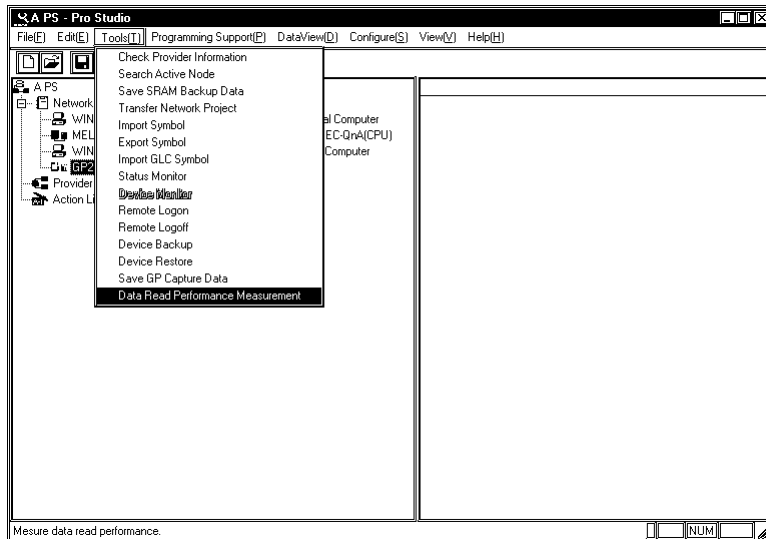 A PS - Pro Studio
File(F) Edit(E) Tools(T) Programming Support(P) DataView(D) Configure(S) View(V) Help(H)
Check Provider Information
Search Active Node
Save SRAM Backup Data
Transfer Network Project
Import Symbol
Export Symbol
Import GLC Symbol
Status Monitor
Device Monitor
Remote Logon
Remote Logoff
Device Backup
Device Restore
Save GP Capture Data
Data Read Performance Measurement
A PS
Network
WIN
al Computer
MEL
EC-QnA(CPU)
WIN
Computer
GP2
Provider
Action Li
Mesure data read performance.
NUM